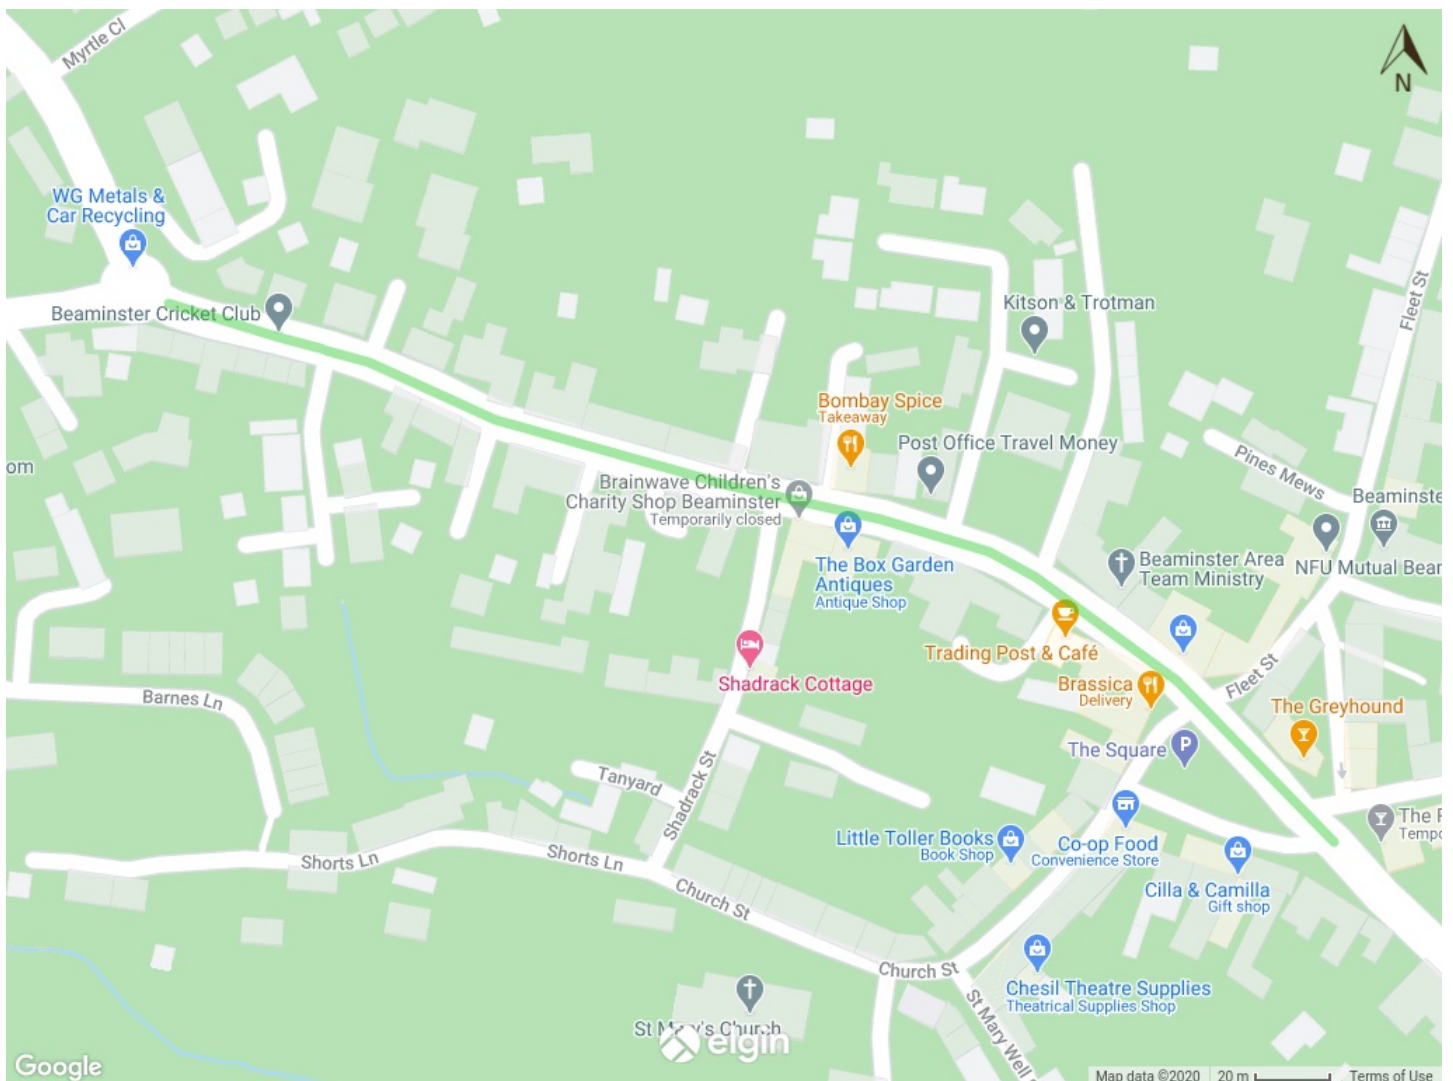 Myrtle Cl
N
WG Metals &
Car Recycling
Beaminster Cricket Club
Fleet St
Kitson & Trotman
Bombay Spice
Takeaway
Post Office Travel Money
Pines Mews
om
Brainwave Children's
Charity Shop Beaminster
Temporarily closed
Beaminste
The Box Garden
Antiques
Antique Shop
Beaminster Area
Team Ministry
NFU Mutual Bear
Trading Post & Café
Shadrack Cottage
Brassica
Delivery
Fleet St
The Greyhound
Barnes Ln
The Square
P
Tanyard
Shadrack St
Little Toller Books
Book Shop
Co-op Food
Convenience Store
Tempo
Shorts Ln
Shorts Ln
Cilla & Camilla
Gift shop
Church St
Church St
Chesil Theatre Supplies
Theatrical Supplies Shop
St Mary Well
St Mary's Church
elgin
Google
Map data ©2020
20 m
Terms of Use